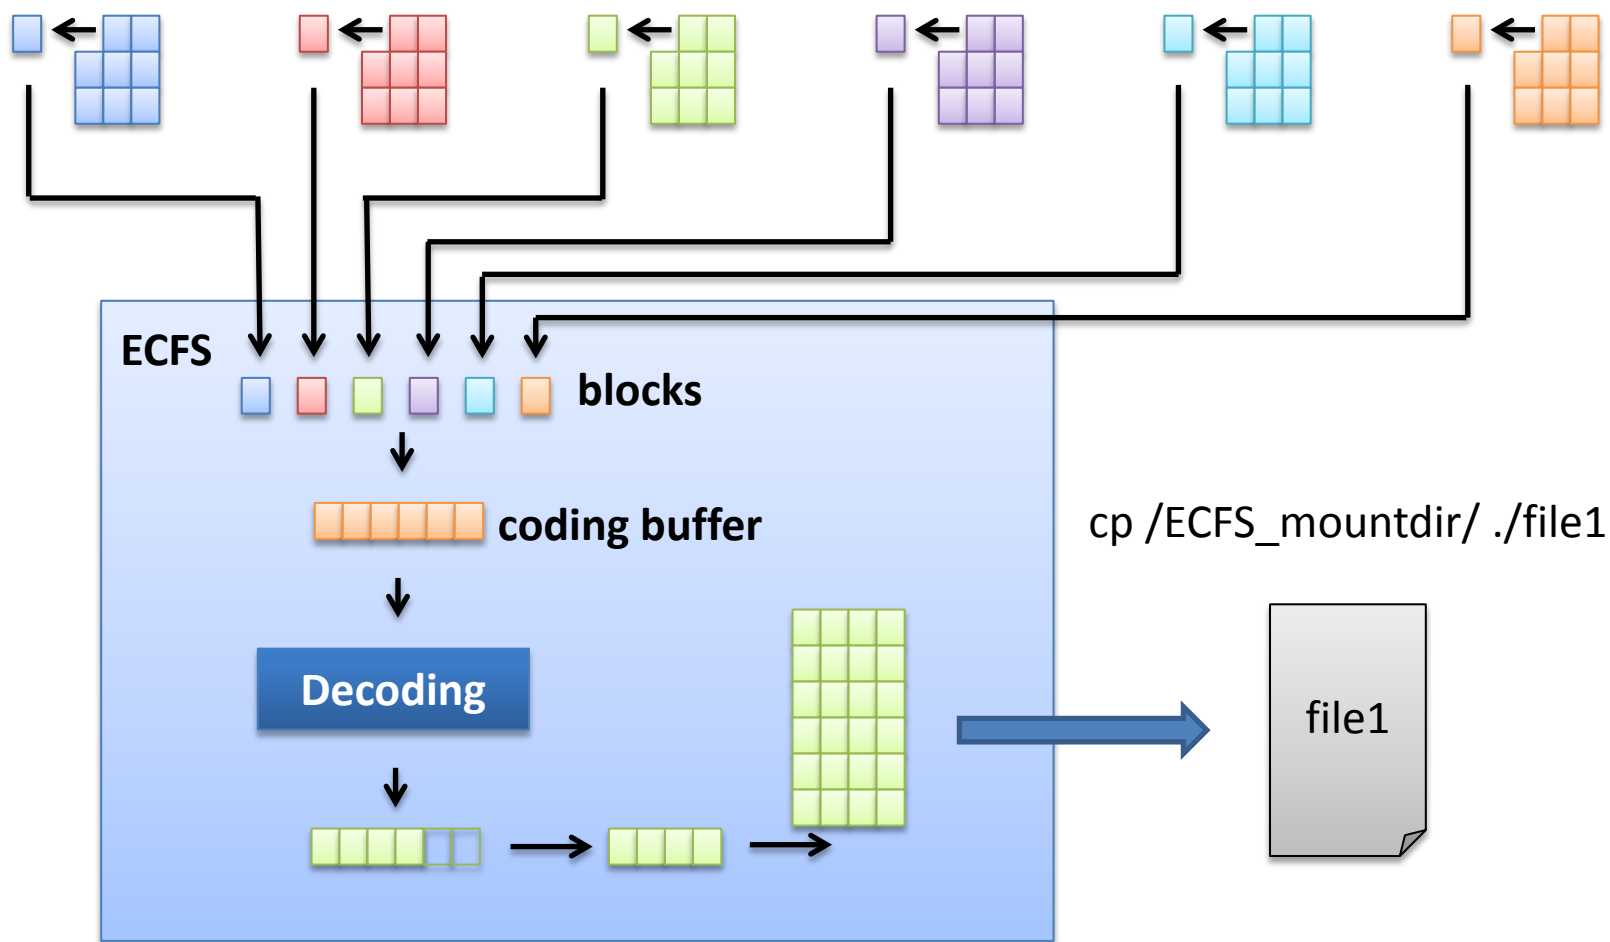 ECFS
blocks
coding buffer
cp /ECFS_mountdir/ ./file1
Decoding
file1